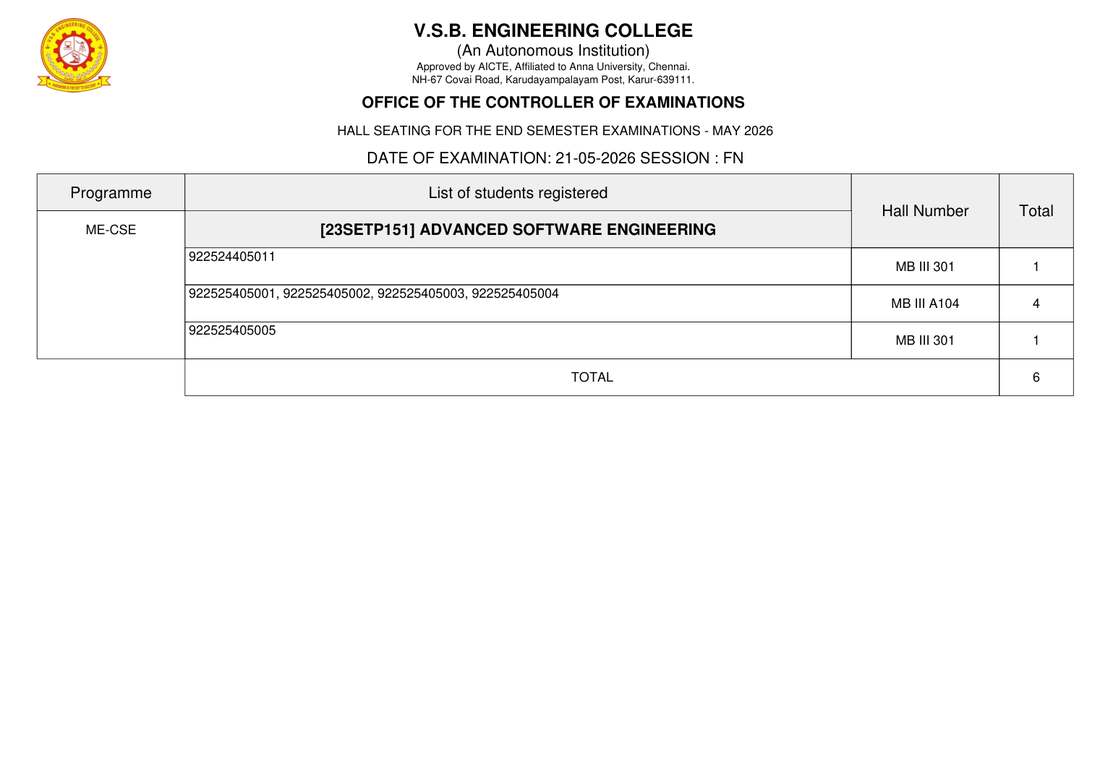 V.S.B. ENGINEERING COLLEGE
(An Autonomous Institution)
Approved by AICTE, Affiliated to Anna University, Chennai.
NH-67 Covai Road, Karudayampalayam Post, Karur-639111.
OFFICE OF THE CONTROLLER OF EXAMINATIONS
HALL SEATING FOR THE END SEMESTER EXAMINATIONS - MAY 2026
DATE OF EXAMINATION: 21-05-2026 SESSION : FN
Programme List of students registered Hall Number Total
ME-CSE [23SETP151] ADVANCED SOFTWARE ENGINEERING
922524405011 MB III 301 1
922525405001, 922525405002, 922525405003, 922525405004 MB III A104 4
922525405005 MB III 301 1
TOTAL 6